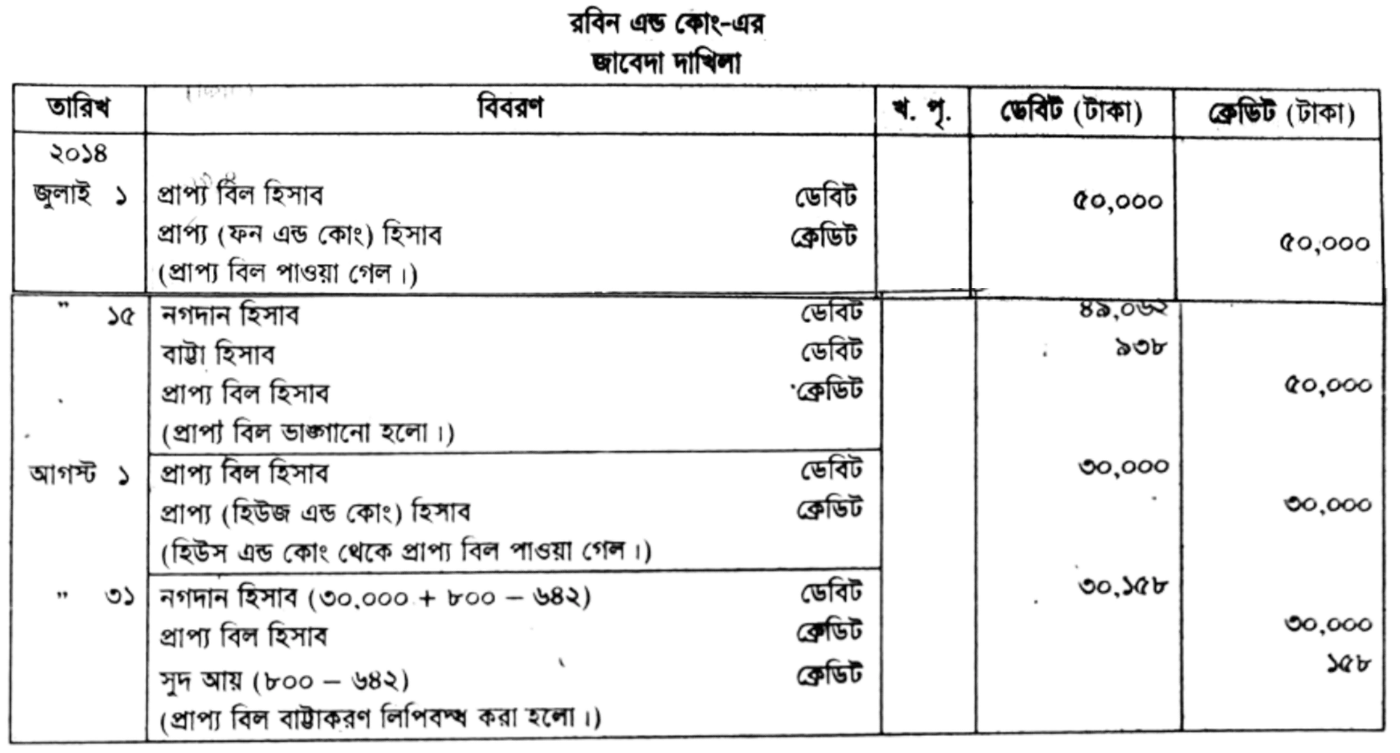 রবিন এন্ড কোং-এর
জাবেদা দাখিলা
তারিখ বিবরণ খ. পৃ. ডেবিট (টাকা) ক্রেডিট (টাকা)
২০১৪
জুলাই ১ প্রাপ্য বিল হিসাব ডেবিট ৫০,০০০
প্রাপ্য (ফন এন্ড কোং) হিসাব ক্রেডিট ৫০,০০০
(প্রাপ্য বিল পাওয়া গেল।)
" ১৫ নগদান হিসাব ডেবিট ৪৯,০৬২
বাট্টা হিসাব ডেবিট ৯৩৮
প্রাপ্য বিল হিসাব ক্রেডিট ৫০,০০০
(প্রাপ্য বিল ভাঙ্গানো হলো।)
আগস্ট ১ প্রাপ্য বিল হিসাব ডেবিট ৩০,০০০
প্রাপ্য (হিউজ এন্ড কোং) হিসাব ক্রেডিট ৩০,০০০
(হিউস এন্ড কোং থেকে প্রাপ্য বিল পাওয়া গেল।)
" ৩১ নগদান হিসাব (৩০,০০০ + ৮০০ – ৬৪২) ডেবিট ৩০,১৫৮
প্রাপ্য বিল হিসাব ক্রেডিট ৩০,০০০
সুদ আয় (৮০০ – ৬৪২) ক্রেডিট ১৫৮
(প্রাপ্য বিল বাট্টাকরণ লিপিবদ্ধ করা হলো।)